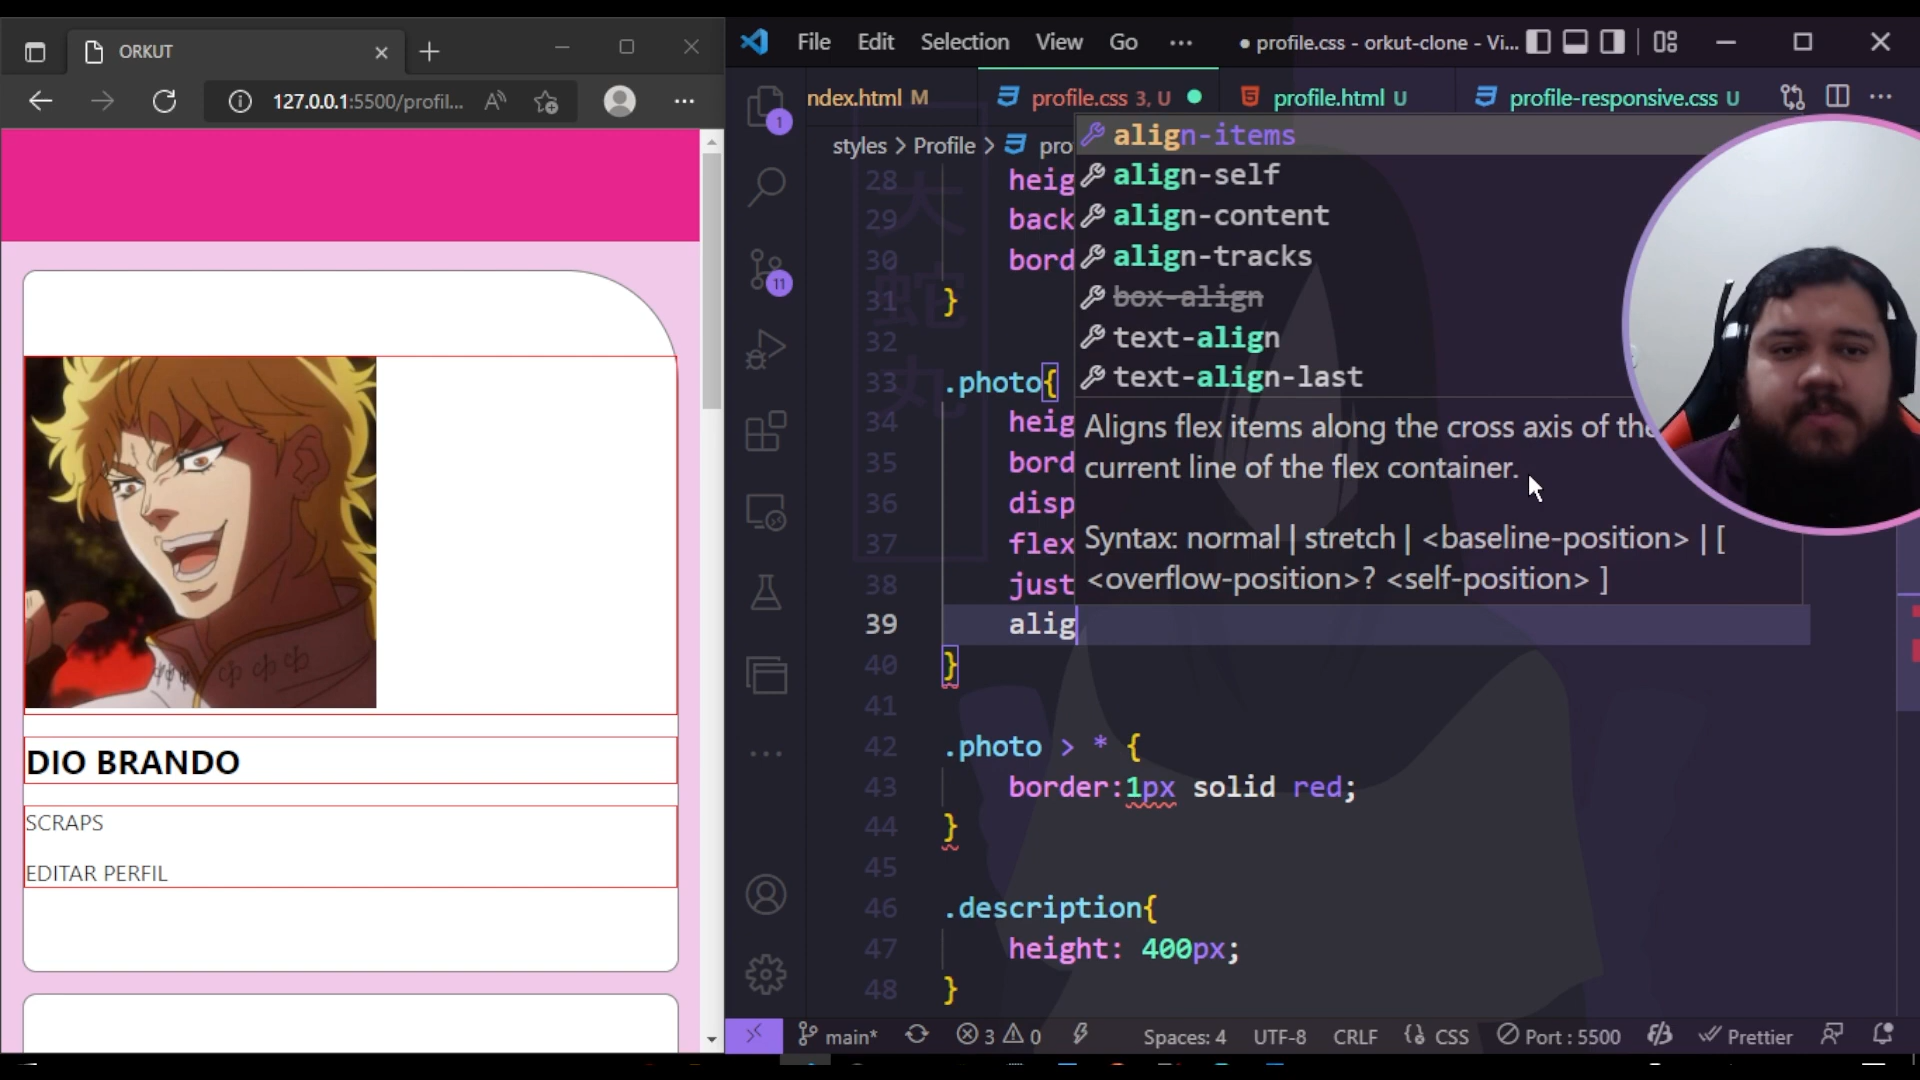 ORKUT
127.0.0.1:5500/profil...
DIO BRANDO
SCRAPS
EDITAR PERFIL
File Edit Selection View Go ...
● profile.css - orkut-clone - Vi...
ndex.html M
profile.css 3, U
profile.html U
profile-responsive.css U
styles > Profile > pro
1
11
align-items
align-self
align-content
align-tracks
box-align
text-align
text-align-last
Aligns flex items along the cross axis of the
current line of the flex container.
Syntax: normal | stretch | <baseline-position> | [
<overflow-position>? <self-position> ]
28 heig
29 back
30 bord
31 }
32
33 .photo{
34 heig
35 bord
36 disp
37 flex
38 just
39 alig
40 }
41
42 .photo > * {
43 border:1px solid red;
44 }
45
46 .description{
47 height: 400px;
48 }
大
蛇
丸
main* 3 0 Spaces: 4 UTF-8 CRLF CSS Port : 5500 Prettier